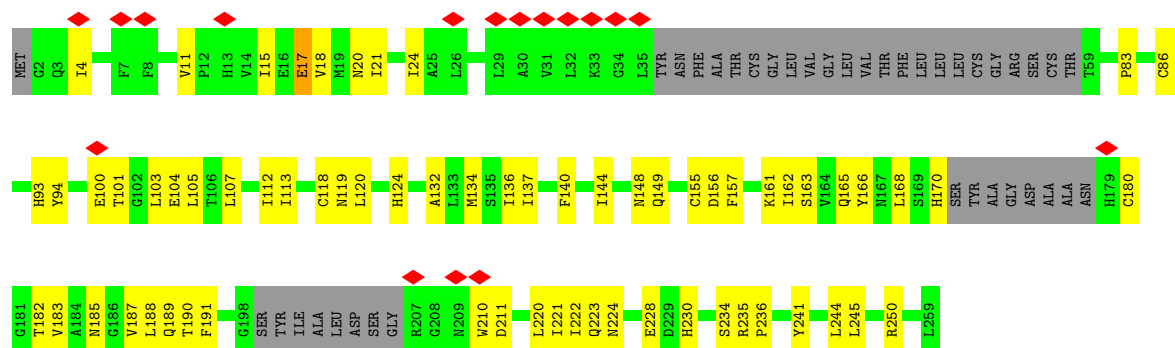 MET G2 Q3 I4 F7 F8 V11 P12 H13 V14 I15 E16 E17 V18 M19 N20 I21 I24 A25 L26 L29 A30 V31 L32 K33 G34 L35 TYR ASN PHE ALA THR CYS GLY LEU VAL GLY LEU VAL THR PHE LEU LEU LEU CYS GLY ARG SER CYS THR T59 P83 C86
H93 Y94 E100 T101 G102 L103 E104 L105 T106 L107 I112 I113 C118 N119 L120 H124 A132 L133 M134 S135 I136 I137 F140 I144 N148 Q149 C155 D156 F157 K161 I162 S163 V164 Q165 Y166 N167 L168 S169 H170 SER TYR ALA GLY ASP ALA ALA ASN H179 C180
G181 T182 V183 A184 N185 G186 V187 L188 Q189 T190 F191 G198 SER TYR ILE ALA LEU ASP SER GLY R207 G208 N209 W210 D211 L220 I221 I222 Q223 N224 E228 D229 H230 S234 R235 P236 Y241 L244 L245 R250 L259